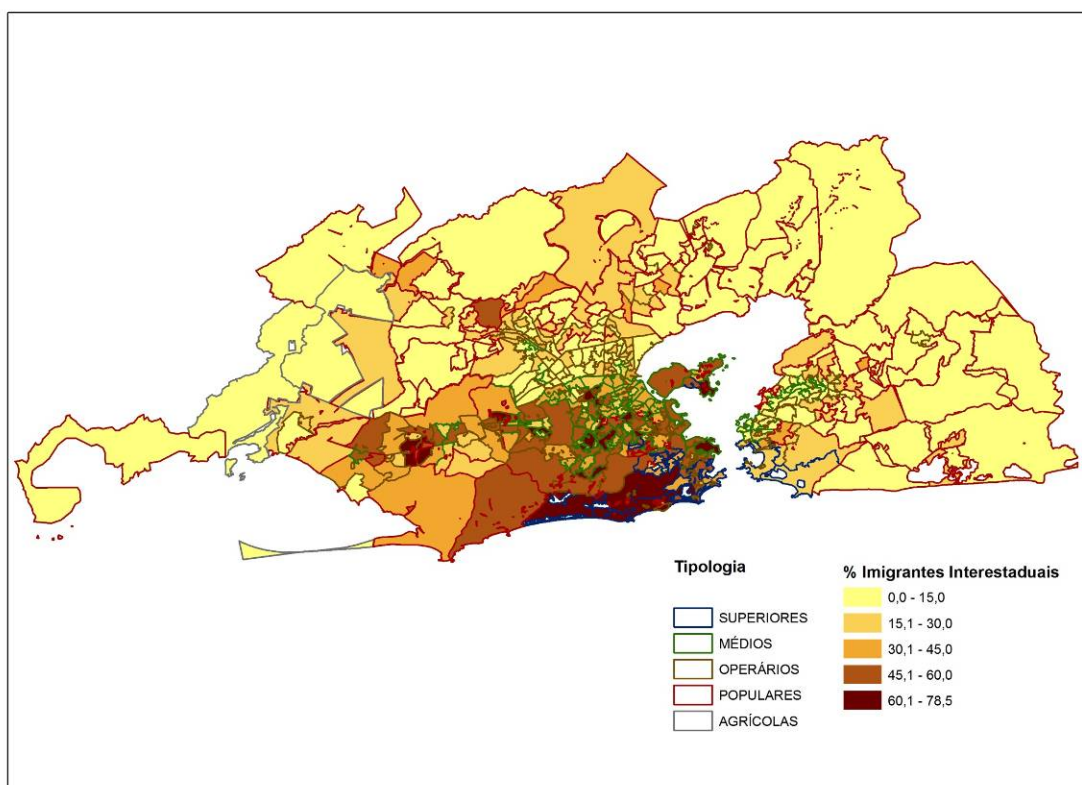 Tipologia
SUPERIORES
MÉDIOS
OPERÁRIOS
POPULARES
AGRÍCOLAS
% Imigrantes Interestaduais
0,0 - 15,0
15,1 - 30,0
30,1 - 45,0
45,1 - 60,0
60,1 - 78,5